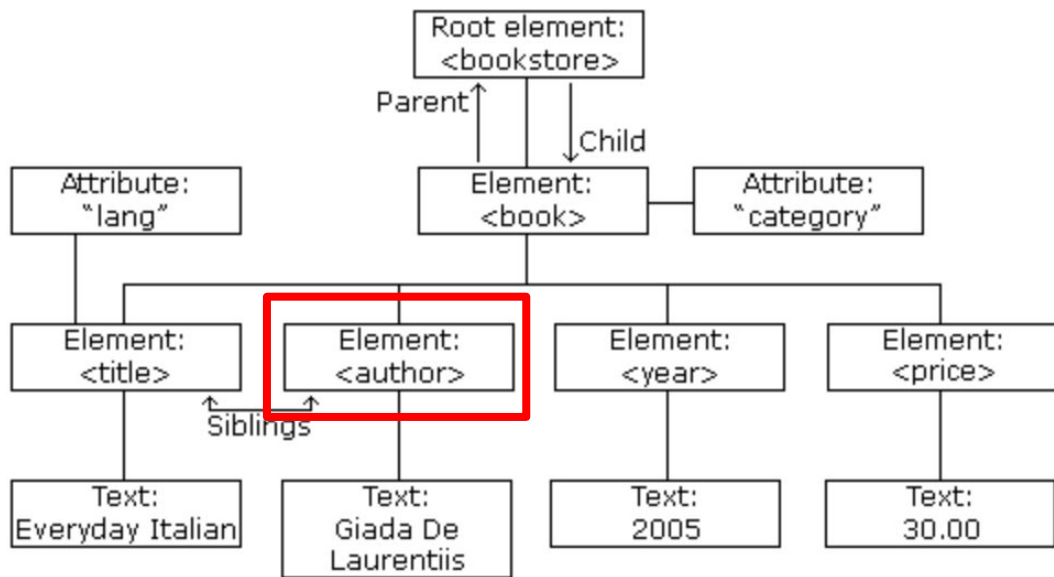 Root element:
<bookstore>
Parent
Child
Attribute:
“lang”
Element:
<book>
Attribute:
“category”
Element:
<title>
Element:
<author>
Element:
<year>
Element:
<price>
Siblings
Text:
Everyday Italian
Text:
Giada De
Laurentiis
Text:
2005
Text:
30.00